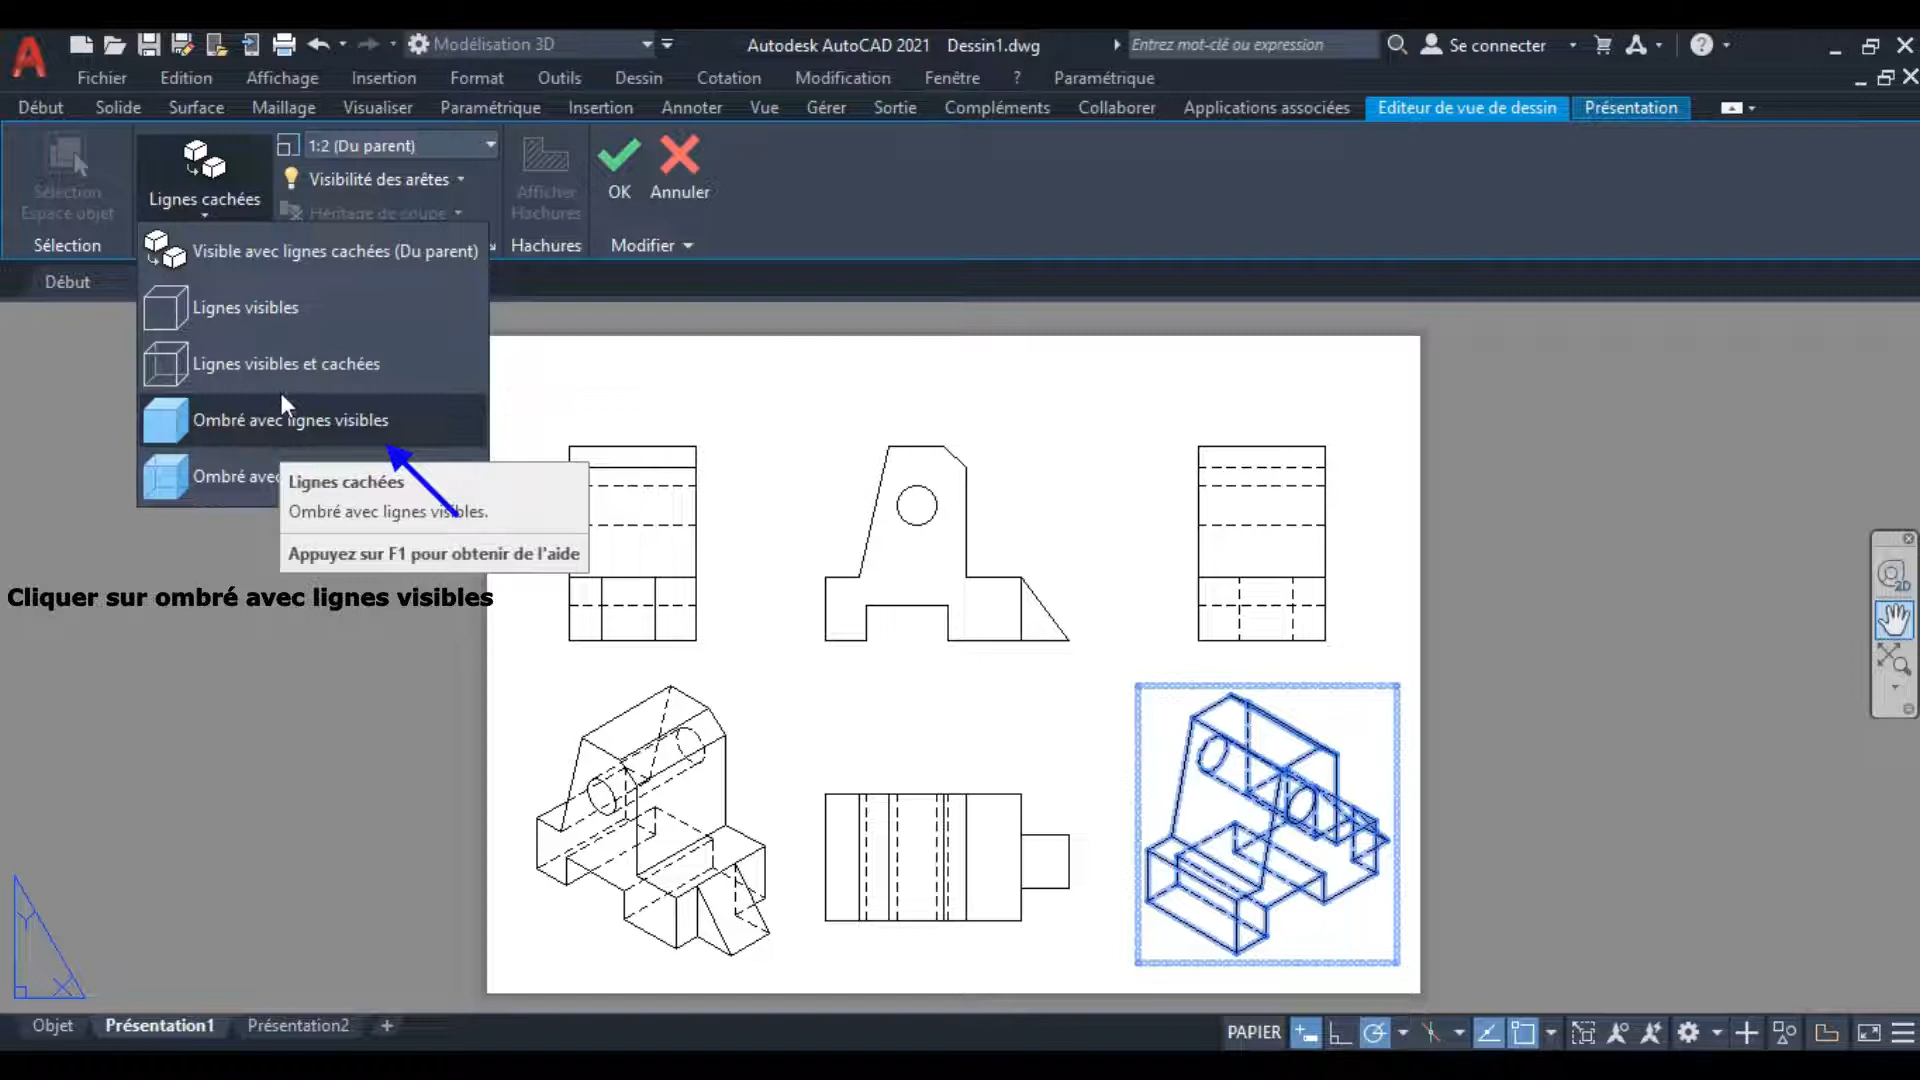 Modélisation 3D
Autodesk AutoCAD 2021 Dessin1.dwg
Entrez mot-clé ou expression
Se connecter
Fichier Edition Affichage Insertion Format Outils Dessin Cotation Modification Fenêtre ? Paramétrique
Début Solide Surface Maillage Visualiser Paramétrique Insertion Annoter Vue Gérer Sortie Compléments Collaborer Applications associées Editeur de vue de dessin Présentation
Sélection
Espace objet
Sélection
Lignes cachées
1:2 (Du parent)
Visibilité des arêtes
Héritage de coupe
Afficher
Hachures
Hachures
OK
Annuler
Modifier
Début
Visible avec lignes cachées (Du parent)
Lignes visibles
Lignes visibles et cachées
Ombré avec lignes visibles
Ombré avec
Lignes cachées
Ombré avec lignes visibles.
Appuyez sur F1 pour obtenir de l'aide
Cliquer sur ombré avec lignes visibles
2D
Y
X
Objet Présentation1 Présentation2 +
PAPIER